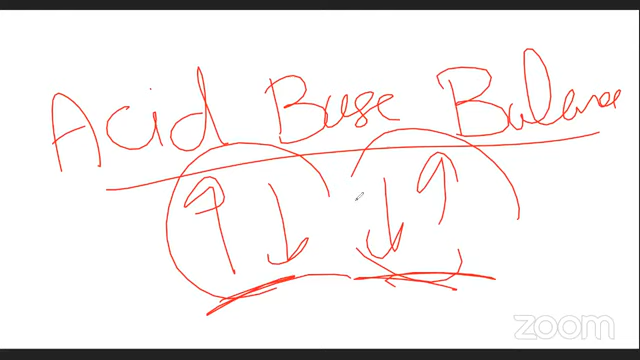 Acid Base Balance
↑ ↓ ↓ ↑
zoom